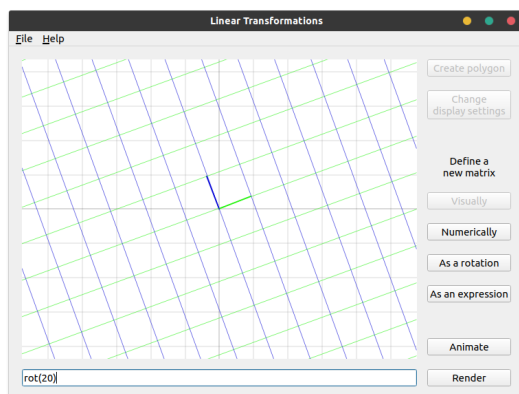 Linear Transformations
File Help
Create polygon
Change
display settings
Define a
new matrix
Visually
Numerically
As a rotation
As an expression
Animate
rot(20)
Render